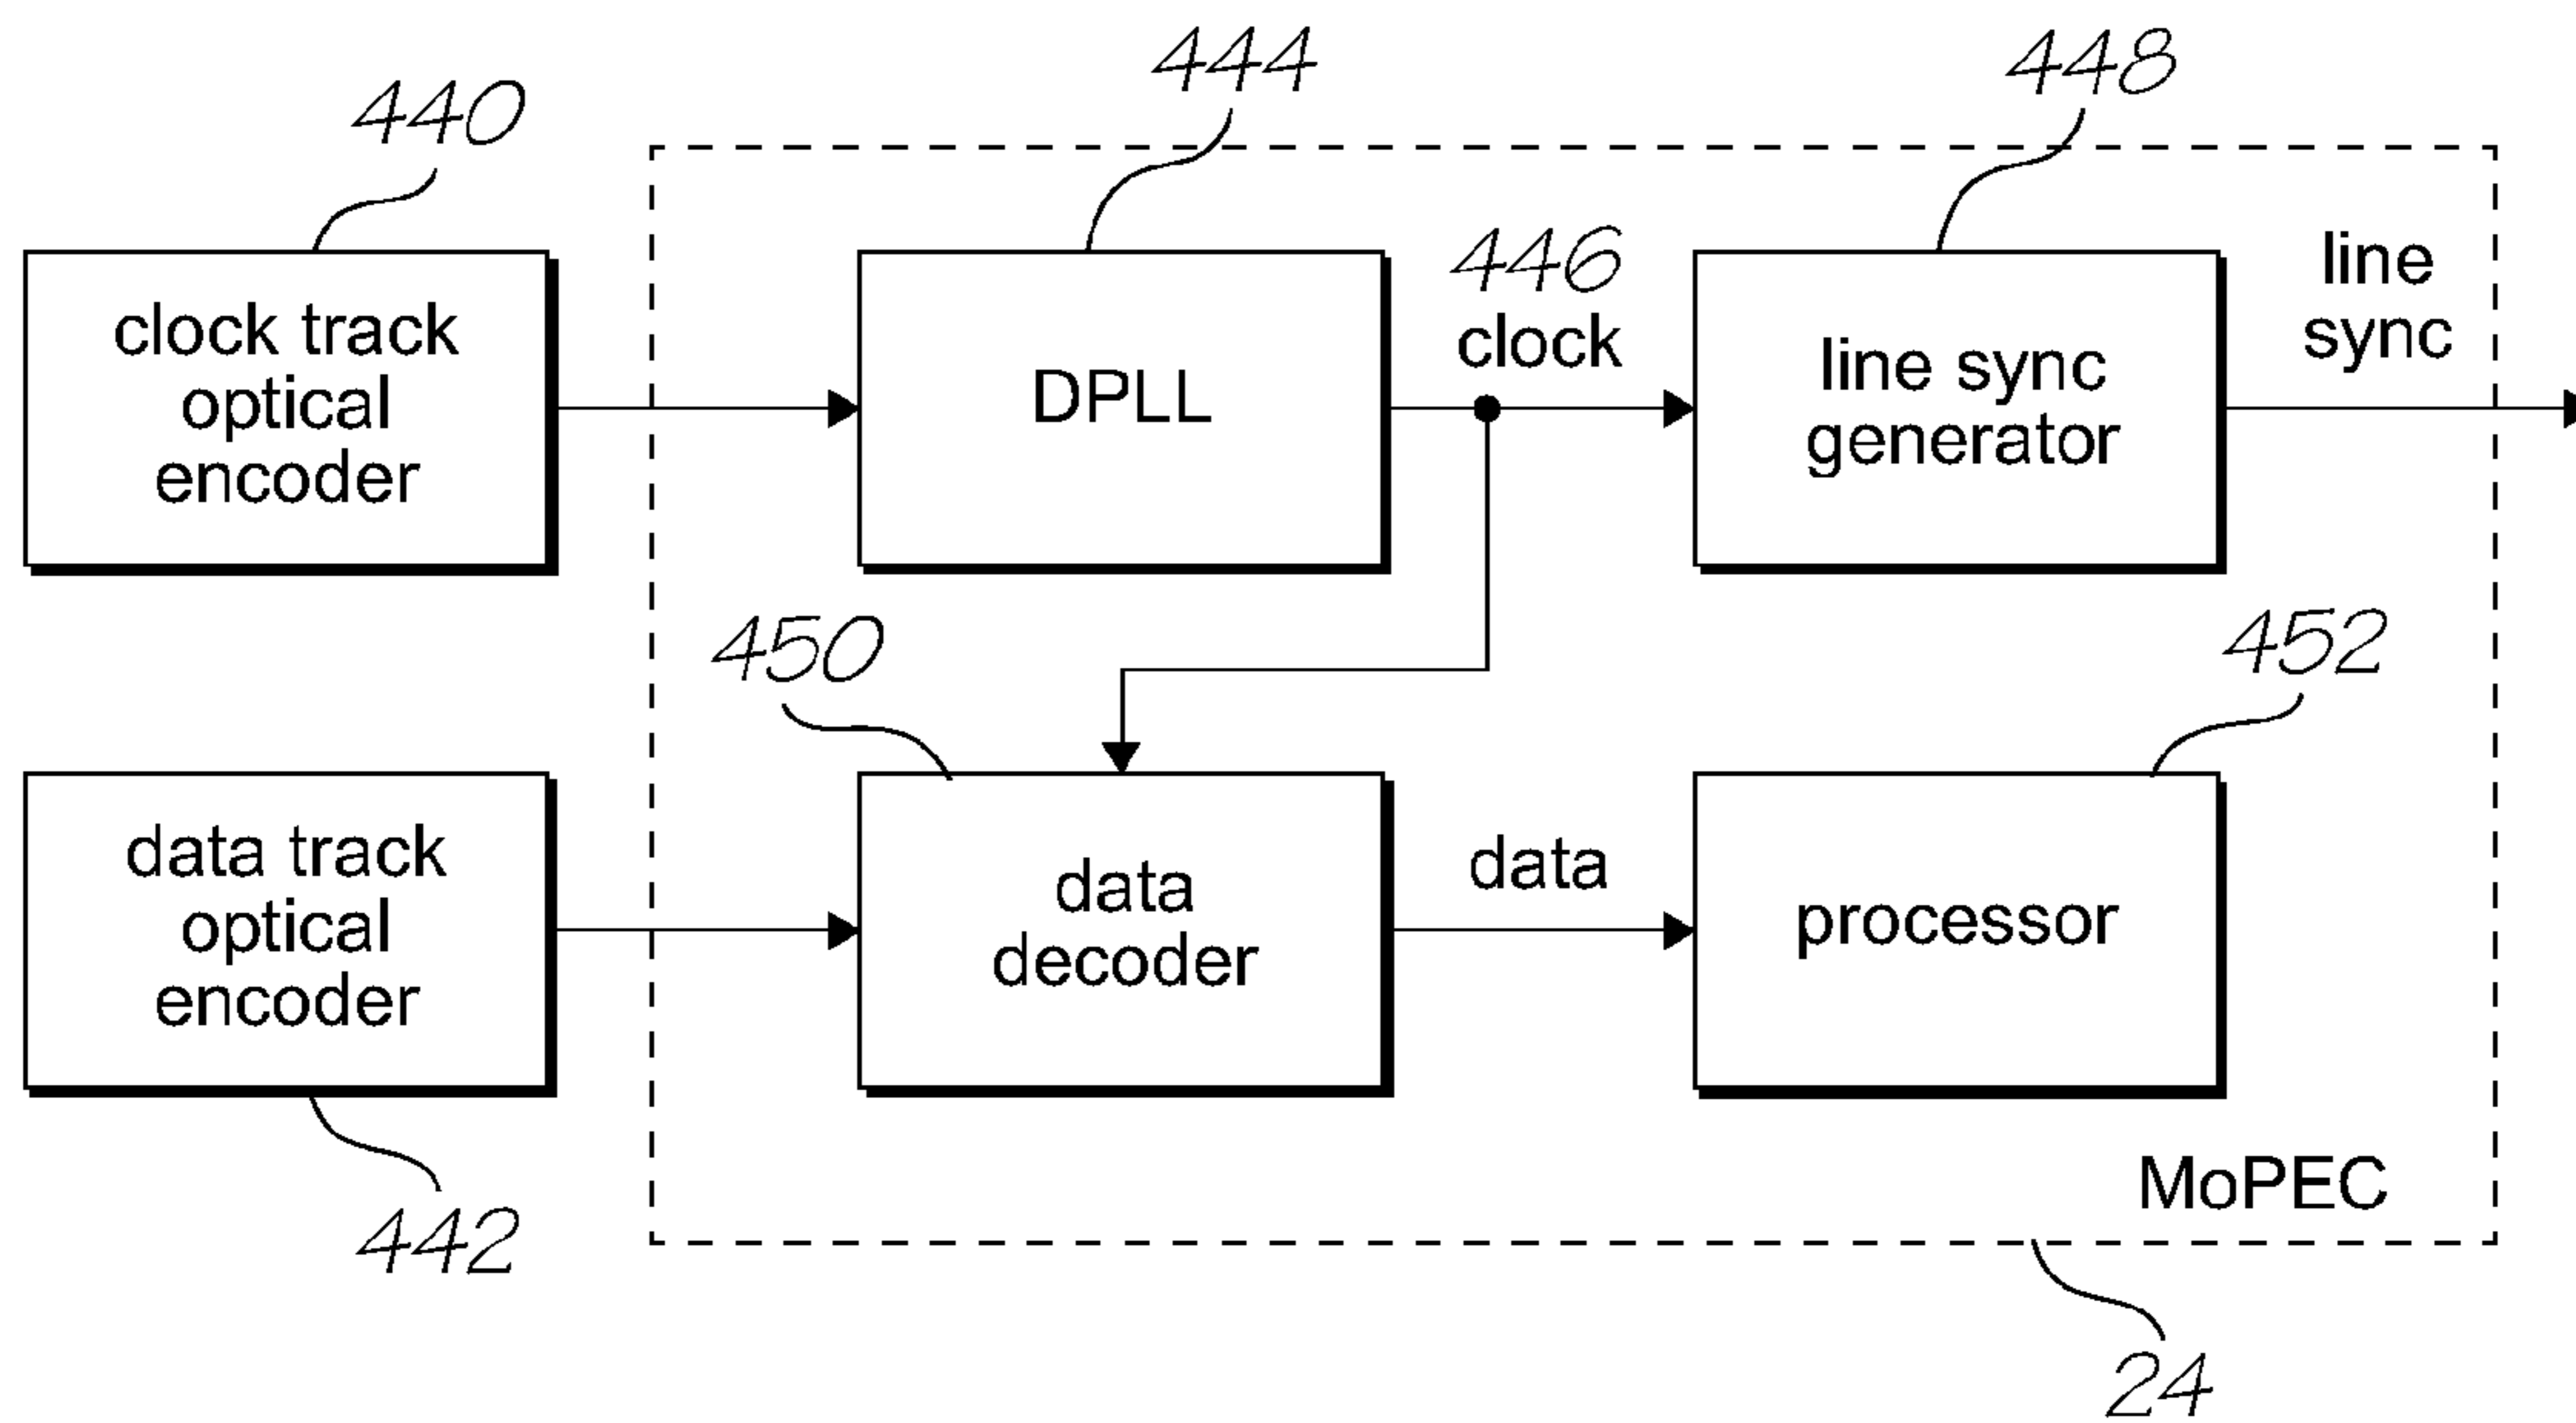 440
444
448
clock track
optical
encoder
DPLL
446
clock
line sync
generator
line
sync
450
452
data track
optical
encoder
data
decoder
data
processor
442
MoPEC
24